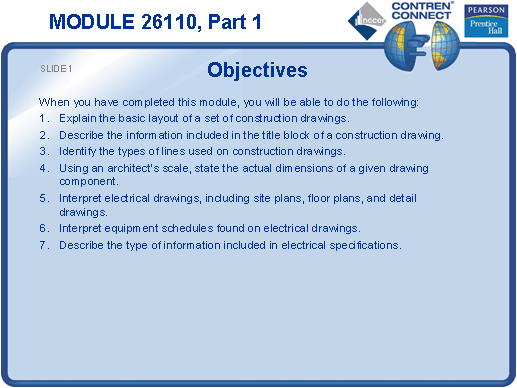 MODULE 26110, Part 1
nccer
CONTREN®
CONNECT
PEARSON
Prentice
Hall
SLIDE 1
Objectives
When you have completed this module, you will be able to do the following:
1. Explain the basic layout of a set of construction drawings.
2. Describe the information included in the title block of a construction drawing.
3. Identify the types of lines used on construction drawings.
4. Using an architect's scale, state the actual dimensions of a given drawing
component.
5. Interpret electrical drawings, including site plans, floor plans, and detail
drawings.
6. Interpret equipment schedules found on electrical drawings.
7. Describe the type of information included in electrical specifications.